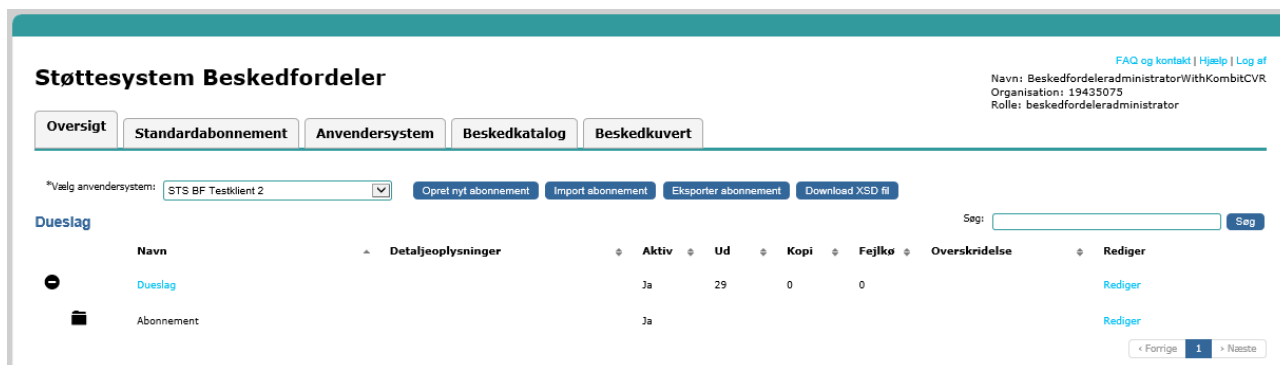 FAQ og kontakt | Hjælp | Log af
Støttesystem Beskedfordeler
Navn: BeskedfordeleradministratorWithKombitCVR
Organisation: 19435075
Rolle: beskedfordeleradministrator
Oversigt Standardabonnement Anvendersystem Beskedkatalog Beskedkuvert
*Vælg anvendersystem: STS BF Testklient 2 Opret nyt abonnement Import abonnement Eksporter abonnement Download XSD fil
Dueslag Søg: Søg
Navn Detaljeoplysninger Aktiv Ud Kopi Fejlkø Overskridelse Rediger
Dueslag Ja 29 0 0 Rediger
Abonnement Ja Rediger
‹ Forrige 1 › Næste